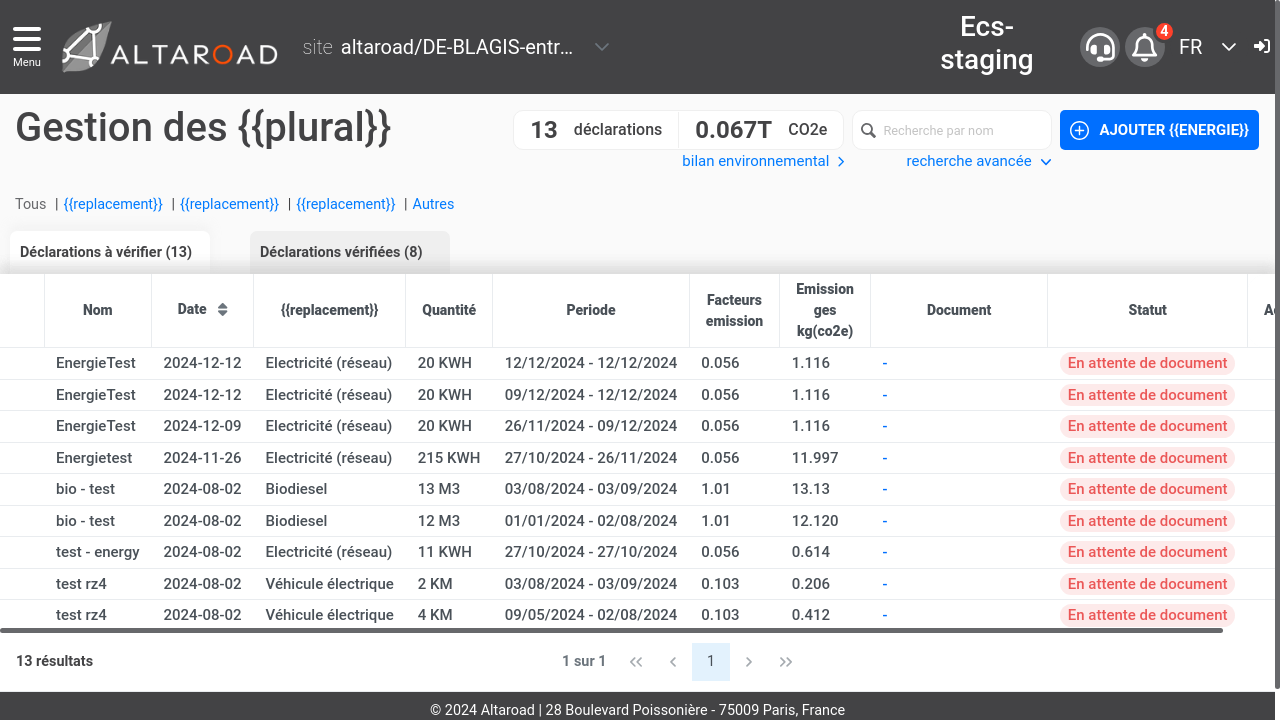 Menu
ALTAROAD
site altaroad/DE-BLAGIS-entr...
Ecs-
staging
4
FR
Gestion des {{plural}}
13 déclarations
0.067T CO2e
Recherche par nom
AJOUTER {{ENERGIE}}
bilan environnemental
recherche avancée
Tous | {{replacement}} | {{replacement}} | {{replacement}} | Autres
Déclarations à vérifier (13)
Déclarations vérifiées (8)
Nom
Date
{{replacement}}
Quantité
Periode
Facteurs
emission
Emission
ges
kg(co2e)
Document
Statut
EnergieTest 2024-12-12 Electricité (réseau) 20 KWH 12/12/2024 - 12/12/2024 0.056 1.116 - En attente de document
EnergieTest 2024-12-12 Electricité (réseau) 20 KWH 09/12/2024 - 12/12/2024 0.056 1.116 - En attente de document
EnergieTest 2024-12-09 Electricité (réseau) 20 KWH 26/11/2024 - 09/12/2024 0.056 1.116 - En attente de document
Energietest 2024-11-26 Electricité (réseau) 215 KWH 27/10/2024 - 26/11/2024 0.056 11.997 - En attente de document
bio - test 2024-08-02 Biodiesel 13 M3 03/08/2024 - 03/09/2024 1.01 13.13 - En attente de document
bio - test 2024-08-02 Biodiesel 12 M3 01/01/2024 - 02/08/2024 1.01 12.120 - En attente de document
test - energy 2024-08-02 Electricité (réseau) 11 KWH 27/10/2024 - 27/10/2024 0.056 0.614 - En attente de document
test rz4 2024-08-02 Véhicule électrique 2 KM 03/08/2024 - 03/09/2024 0.103 0.206 - En attente de document
test rz4 2024-08-02 Véhicule électrique 4 KM 09/05/2024 - 02/08/2024 0.103 0.412 - En attente de document
13 résultats
1 sur 1
1
© 2024 Altaroad | 28 Boulevard Poissonière - 75009 Paris, France